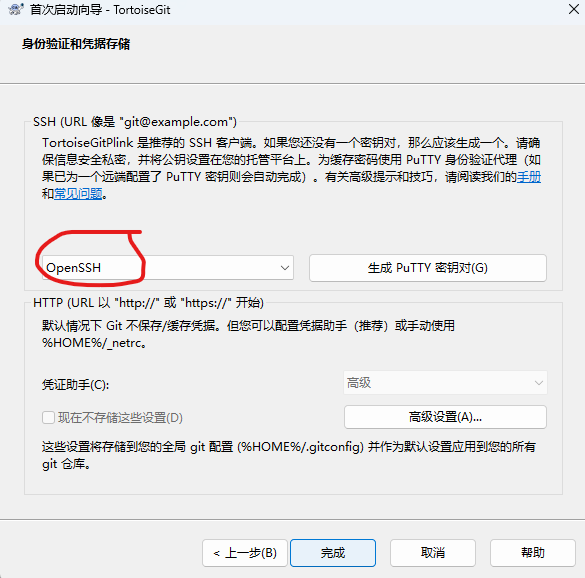 首次启动向导 - TortoiseGit
身份验证和凭据存储
SSH (URL 像是 "git@example.com")
TortoiseGitPlink 是推荐的 SSH 客户端。如果您还没有一个密钥对，那么应该生成一个。请确
保信息安全私密，并将公钥设置在您的托管平台上。为缓存密码使用 PuTTY 身份验证代理（如
果已为一个远端配置了 PuTTY 密钥则会自动完成）。有关高级提示和技巧，请阅读我们的手册
和常见问题。
OpenSSH
生成 PuTTY 密钥对(G)
HTTP (URL 以 "http://" 或 "https://" 开始)
默认情况下 Git 不保存/缓存凭据。但您可以配置凭据助手（推荐）或手动使用
%HOME%/_netrc。
凭证助手(C):
高级
现在不存储这些设置(D)
高级设置(A)...
这些设置将存储到您的全局 git 配置 (%HOME%/.gitconfig) 并作为默认设置应用到您的所有
git 仓库。
< 上一步(B)
完成
取消
帮助